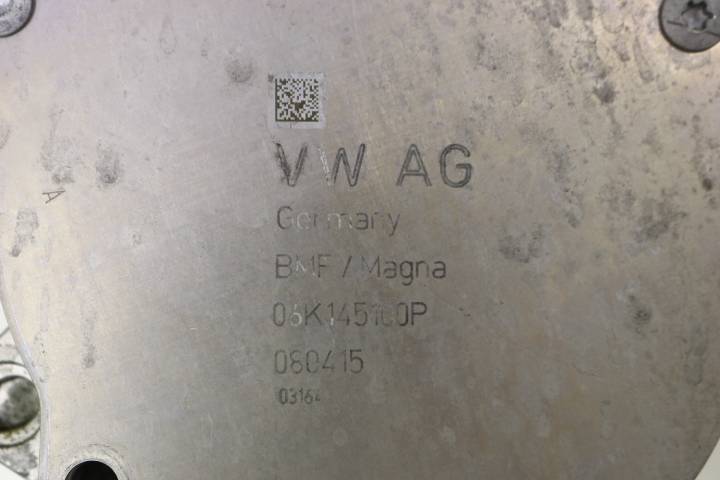 VW AG
Germany
BMF / Magna
06K145100P
080415
03164
A